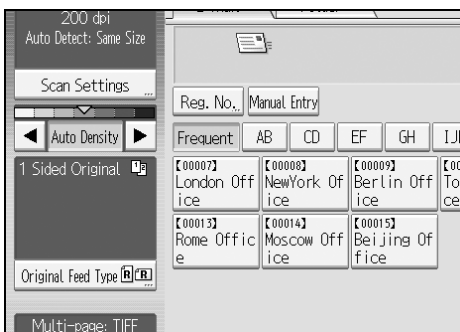 200 dpi
Auto Detect: Same Size
Scan Settings
Reg. No.
Manual Entry
Auto Density
Frequent
AB
CD
EF
GH
1 Sided Original
[00007]
London Off
ice
[00008]
NewYork Of
ice
[00009]
Berlin Off
ice
[00013]
Rome Offic
e
[00014]
Moscow Off
ice
[00015]
Beijing Of
fice
Original Feed Type
Multi-page: TIFF